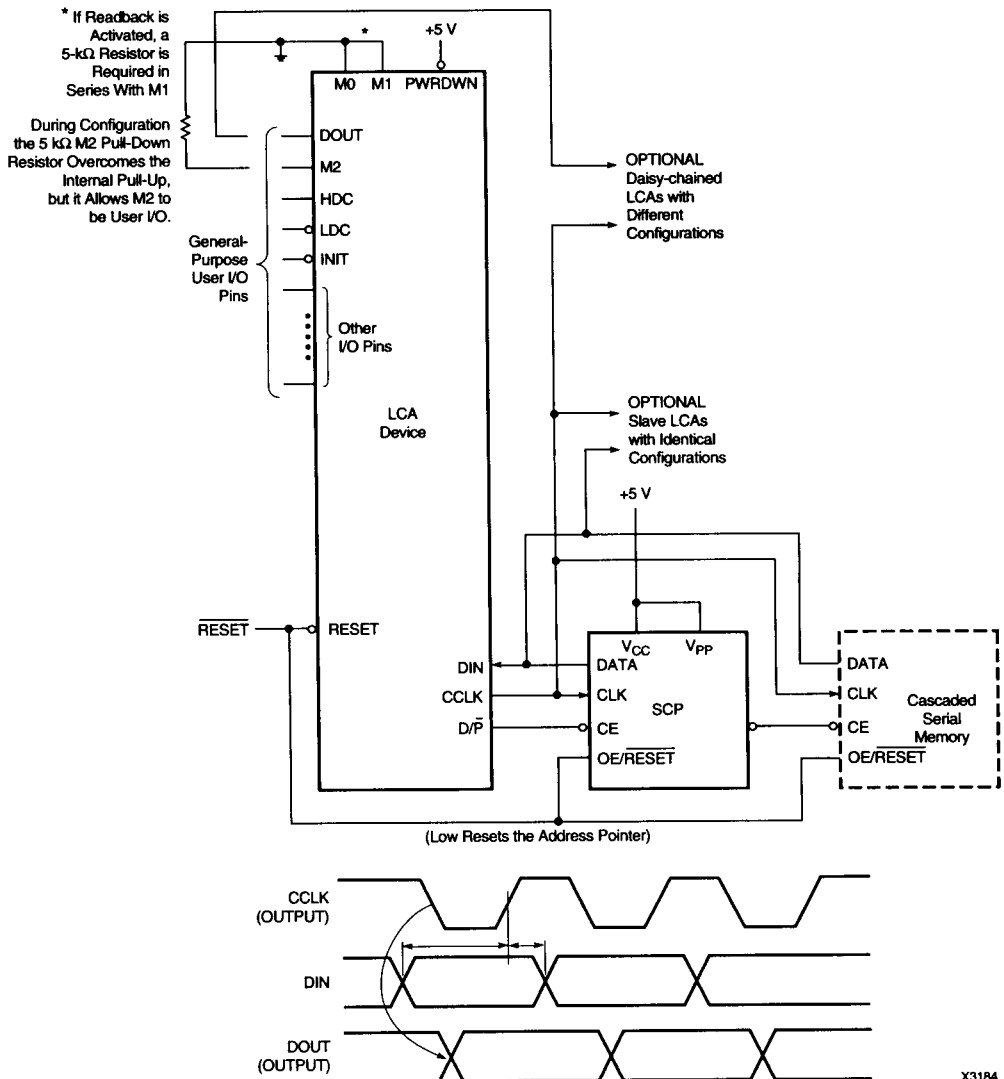 * If Readback is
Activated, a
5-kΩ Resistor is
Required in
Series With M1
*
+5 V
M0 M1 PWRDWN
During Configuration
the 5 kΩ M2 Pull-Down
Resistor Overcomes the
Internal Pull-Up,
but it Allows M2 to
be User I/O.
DOUT
M2
HDC
LDC
INIT
General-
Purpose
User I/O
Pins
Other
I/O Pins
OPTIONAL
Daisy-chained
LCAs with
Different
Configurations
LCA
Device
OPTIONAL
Slave LCAs
with Identical
Configurations
+5 V
RESET
RESET
DIN
CCLK
D/P
VCC VPP
DATA
CLK
SCP
CE
OE/RESET
DATA
CLK
Cascaded
Serial
Memory
CE
OE/RESET
(Low Resets the Address Pointer)
CCLK
(OUTPUT)
DIN
DOUT
(OUTPUT)
X3184